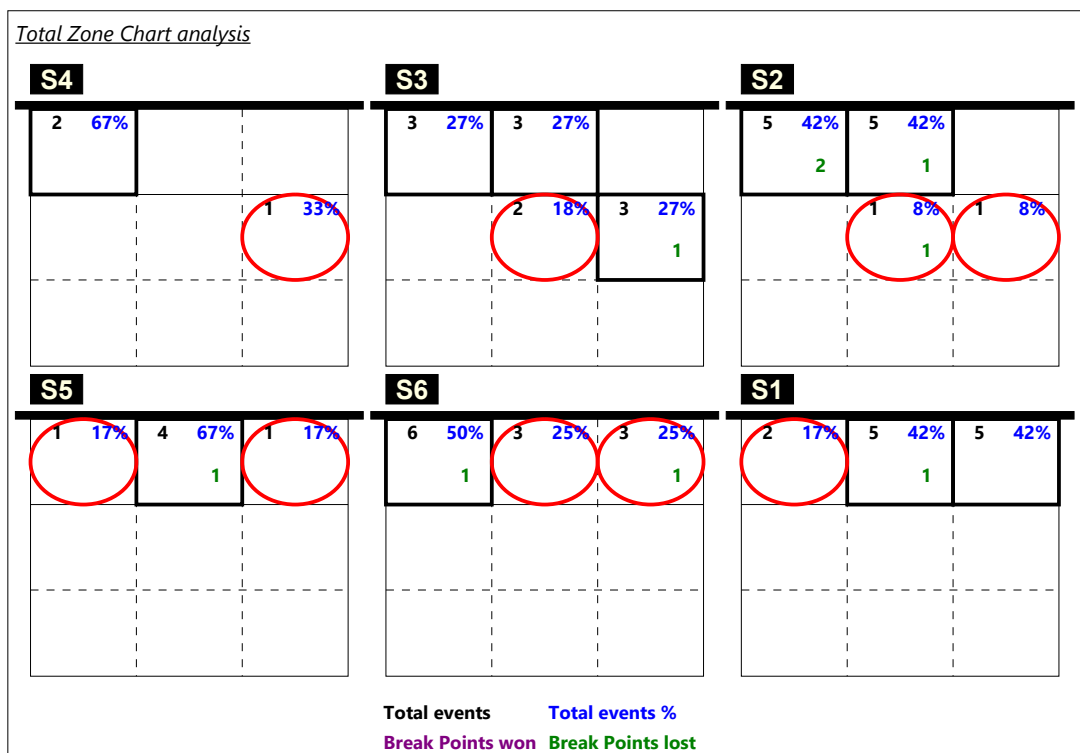 Total Zone Chart analysis
S4 S3 S2
2 67% 3 27% 3 27% 5 42% 5 42%
2 1
1 33% 2 18% 3 27% 1 8% 1 8%
1 1
S5 S6 S1
1 17% 4 67% 1 17% 6 50% 3 25% 3 25% 2 17% 5 42% 5 42%
1 1 1 1
Total events Total events %
Break Points won Break Points lost